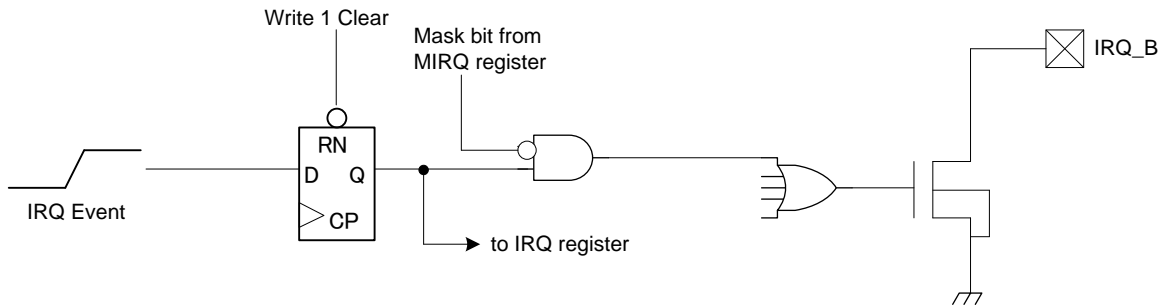 Write 1 Clear
Mask bit from
MIRQ register
IRQ_B
RN
D Q
CP
IRQ Event
to IRQ register